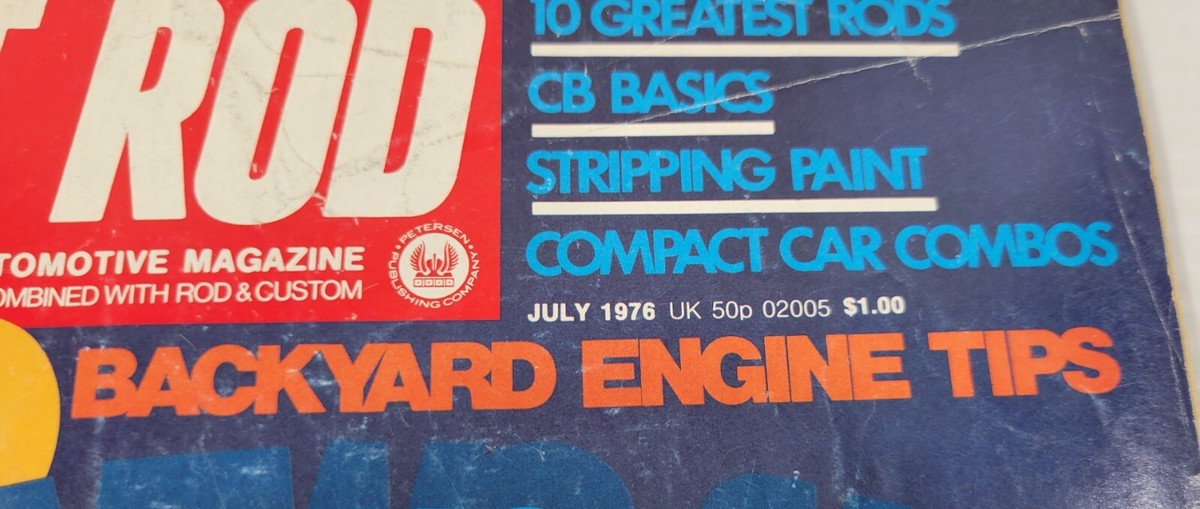 ROD
TOMOTIVE MAGAZINE
OMBINED WITH ROD & CUSTOM
PETERSEN
PUBLISHING COMPANY
10 GREATEST RODS
CB BASICS
STRIPPING PAINT
COMPACT CAR COMBOS
JULY 1976 UK 50p 02005 $1.00
BACKYARD ENGINE TIPS